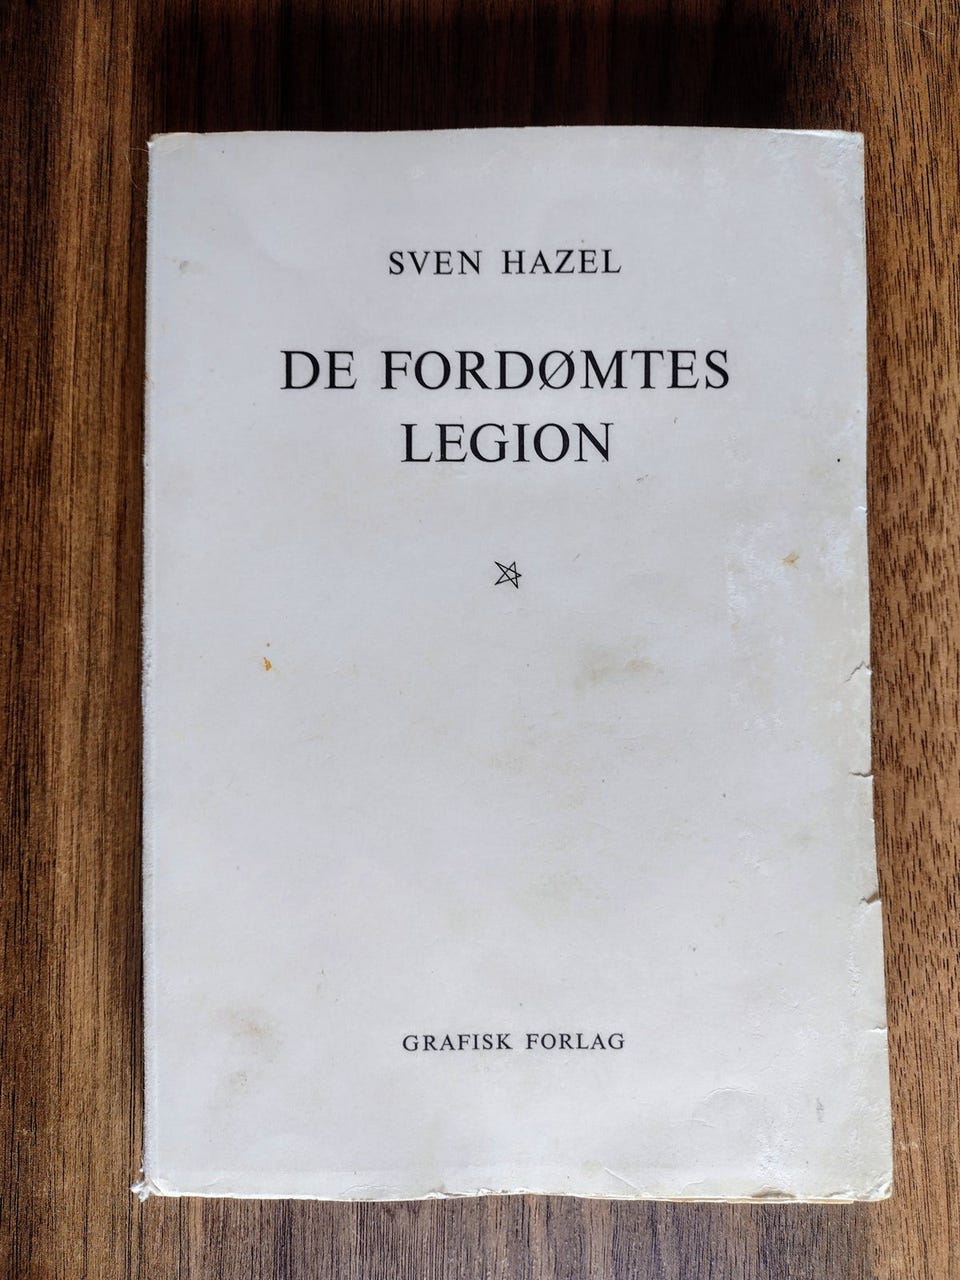 SVEN HAZEL
DE FORDØMTES
LEGION
GRAFISK FORLAG